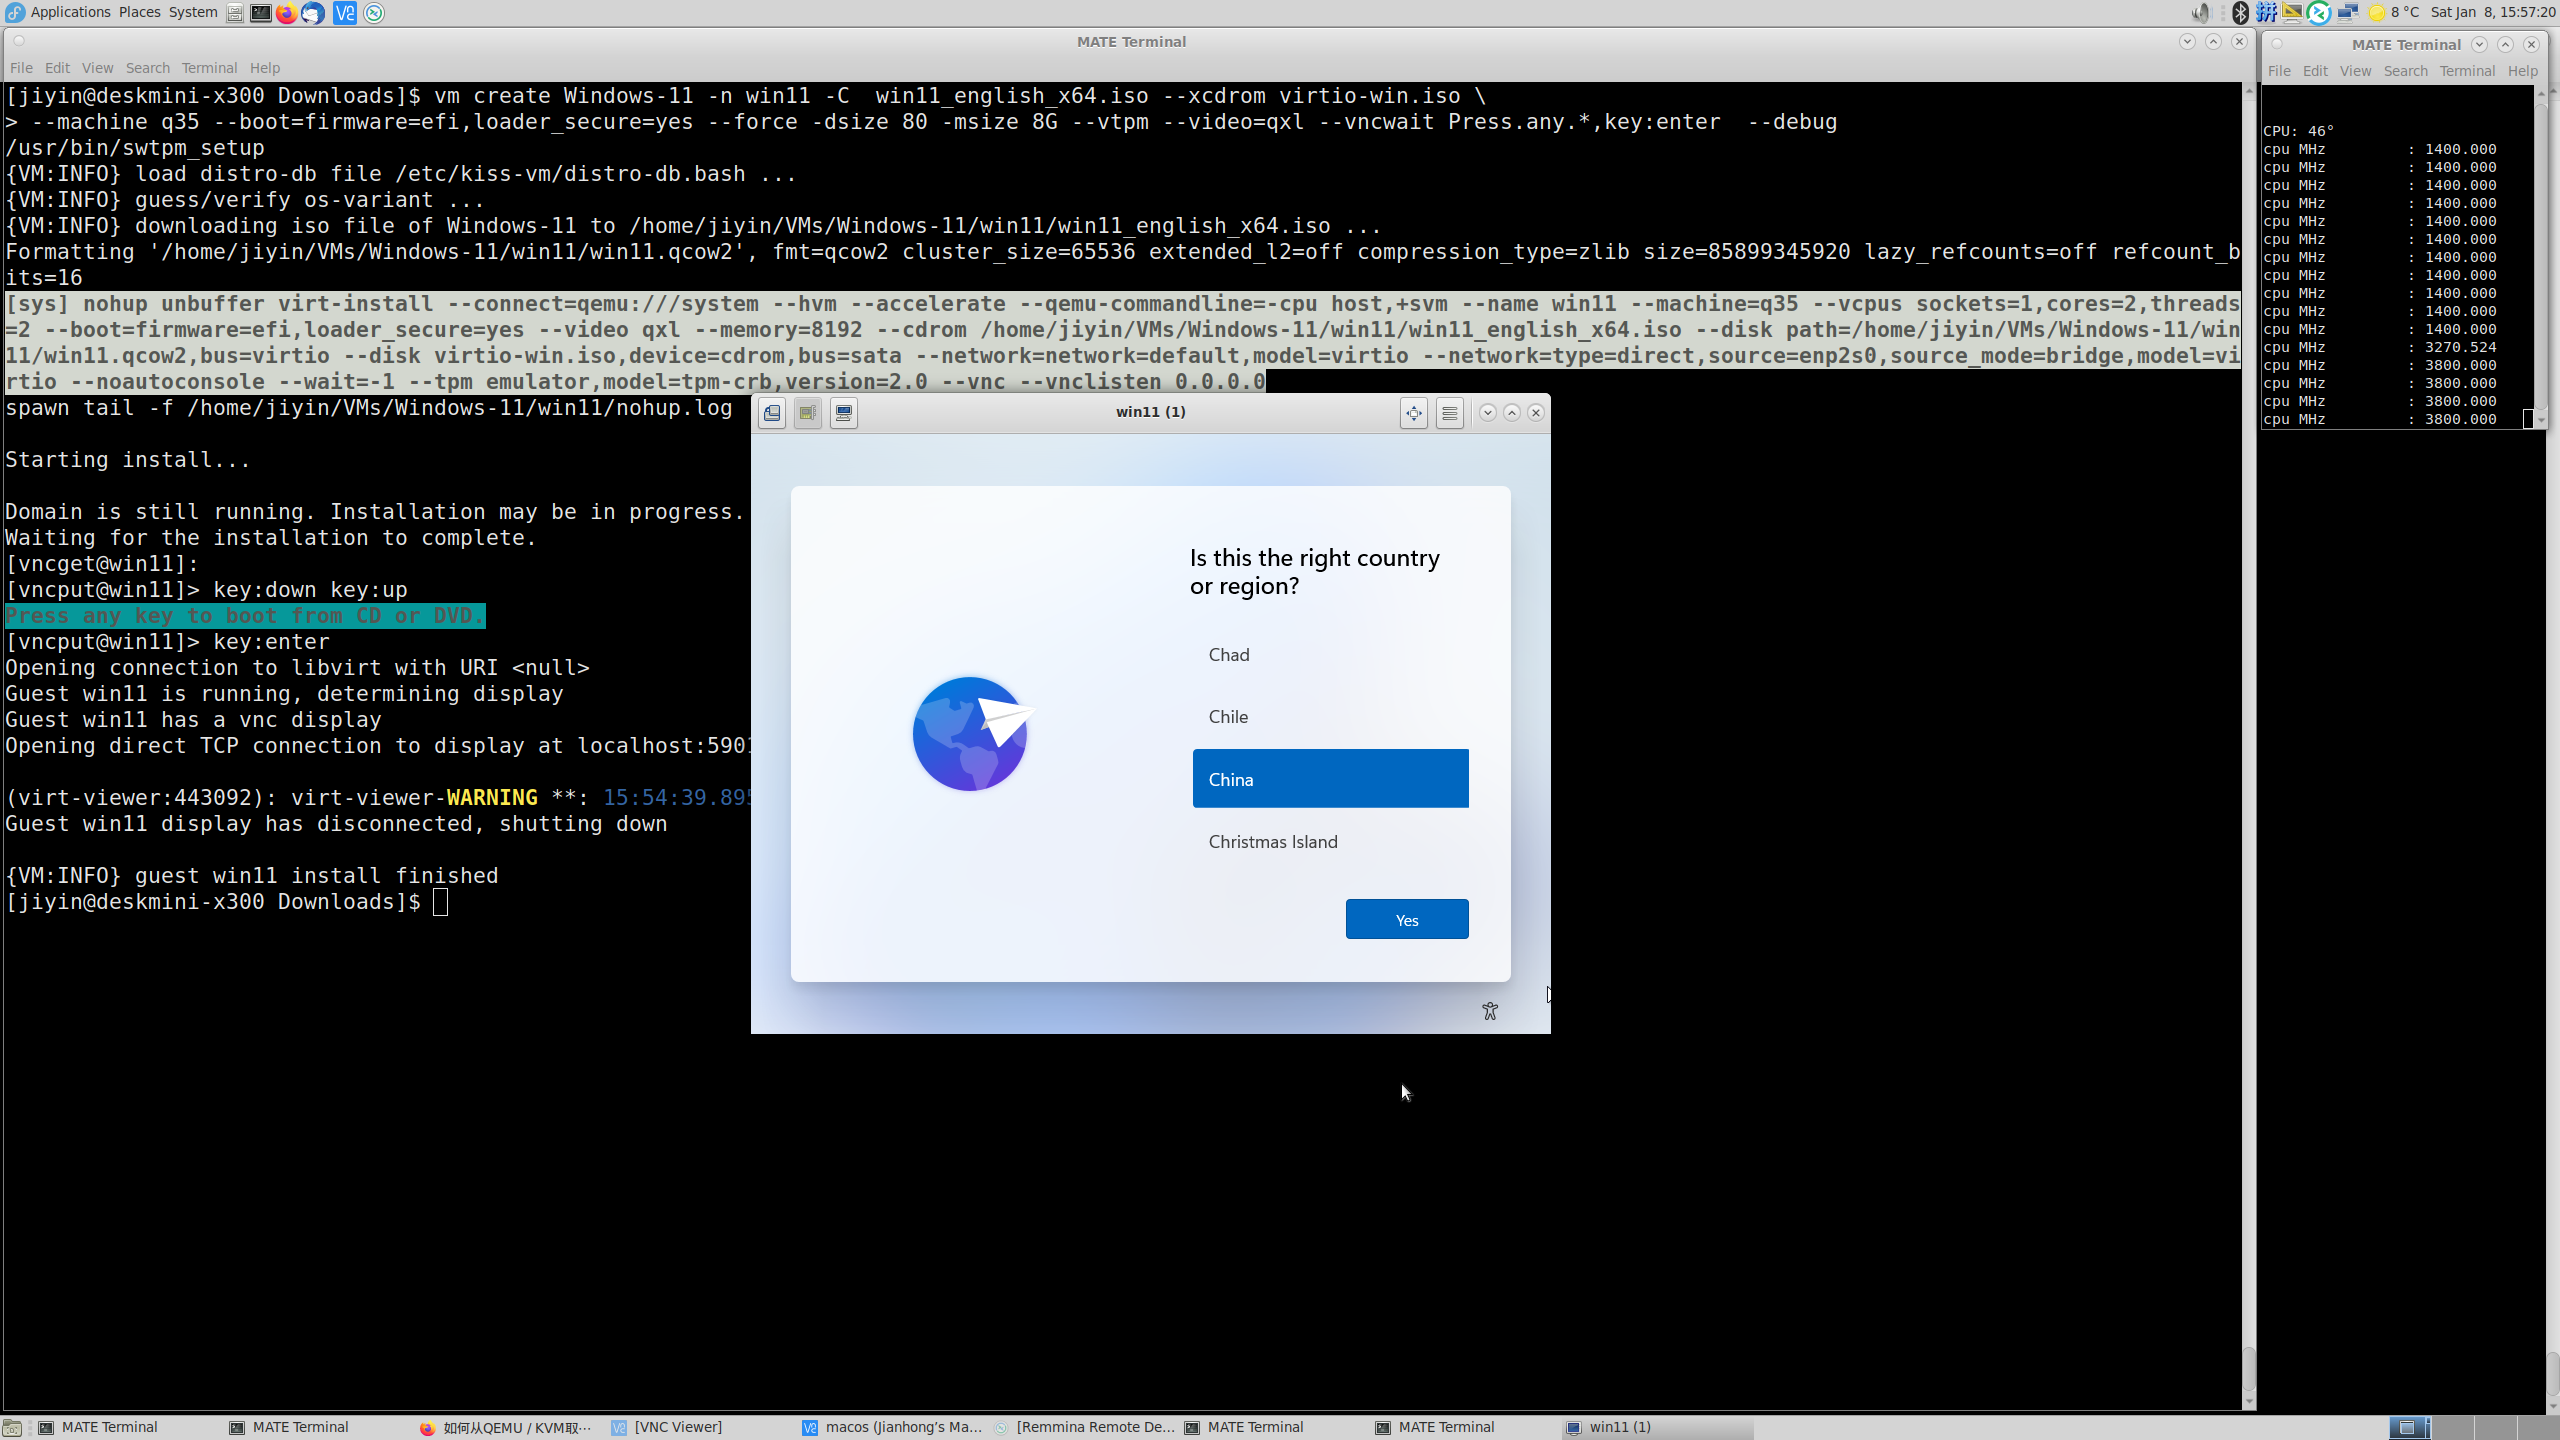 Applications Places System
8 °C Sat Jan 8, 15:57:20
MATE Terminal
File Edit View Search Terminal Help
[jiyin@deskmini-x300 Downloads]$ vm create Windows-11 -n win11 -C  win11_english_x64.iso --xcdrom virtio-win.iso \
> --machine q35 --boot=firmware=efi,loader_secure=yes --force -dsize 80 -msize 8G --vtpm --video=qxl --vncwait Press.any.*,key:enter  --debug
/usr/bin/swtpm_setup
{VM:INFO} load distro-db file /etc/kiss-vm/distro-db.bash ...
{VM:INFO} guess/verify os-variant ...
{VM:INFO} downloading iso file of Windows-11 to /home/jiyin/VMs/Windows-11/win11/win11_english_x64.iso ...
Formatting '/home/jiyin/VMs/Windows-11/win11/win11.qcow2', fmt=qcow2 cluster_size=65536 extended_l2=off compression_type=zlib size=85899345920 lazy_refcounts=off refcount_b
its=16
[sys] nohup unbuffer virt-install --connect=qemu:///system --hvm --accelerate --qemu-commandline=-cpu host,+svm --name win11 --machine=q35 --vcpus sockets=1,cores=2,threads
=2 --boot=firmware=efi,loader_secure=yes --video qxl --memory=8192 --cdrom /home/jiyin/VMs/Windows-11/win11/win11_english_x64.iso --disk path=/home/jiyin/VMs/Windows-11/win
11/win11.qcow2,bus=virtio --disk virtio-win.iso,device=cdrom,bus=sata --network=network=default,model=virtio --network=type=direct,source=enp2s0,source_mode=bridge,model=vi
rtio --noautoconsole --wait=-1 --tpm emulator,model=tpm-crb,version=2.0 --vnc --vnclisten 0.0.0.0
spawn tail -f /home/jiyin/VMs/Windows-11/win11/nohup.log
Starting install...
Domain is still running. Installation may be in progress.
Waiting for the installation to complete.
[vncget@win11]:
[vncput@win11]> key:down key:up
Press any key to boot from CD or DVD.
[vncput@win11]> key:enter
Opening connection to libvirt with URI <null>
Guest win11 is running, determining display
Guest win11 has a vnc display
Opening direct TCP connection to display at localhost:5901
(virt-viewer:443092): virt-viewer-WARNING **: 15:54:39.895
Guest win11 display has disconnected, shutting down
{VM:INFO} guest win11 install finished
[jiyin@deskmini-x300 Downloads]$
win11 (1)
Is this the right country
or region?
Chad
Chile
China
Christmas Island
Yes
MATE Terminal
File Edit View Search Terminal Help
CPU: 46°
cpu MHz : 1400.000
cpu MHz : 1400.000
cpu MHz : 1400.000
cpu MHz : 1400.000
cpu MHz : 1400.000
cpu MHz : 1400.000
cpu MHz : 1400.000
cpu MHz : 1400.000
cpu MHz : 1400.000
cpu MHz : 1400.000
cpu MHz : 1400.000
cpu MHz : 3270.524
cpu MHz : 3800.000
cpu MHz : 3800.000
cpu MHz : 3800.000
cpu MHz : 3800.000
MATE Terminal
MATE Terminal
如何从QEMU / KVM取…
[VNC Viewer]
macos (Jianhong’s Ma…
[Remmina Remote De…
MATE Terminal
MATE Terminal
win11 (1)